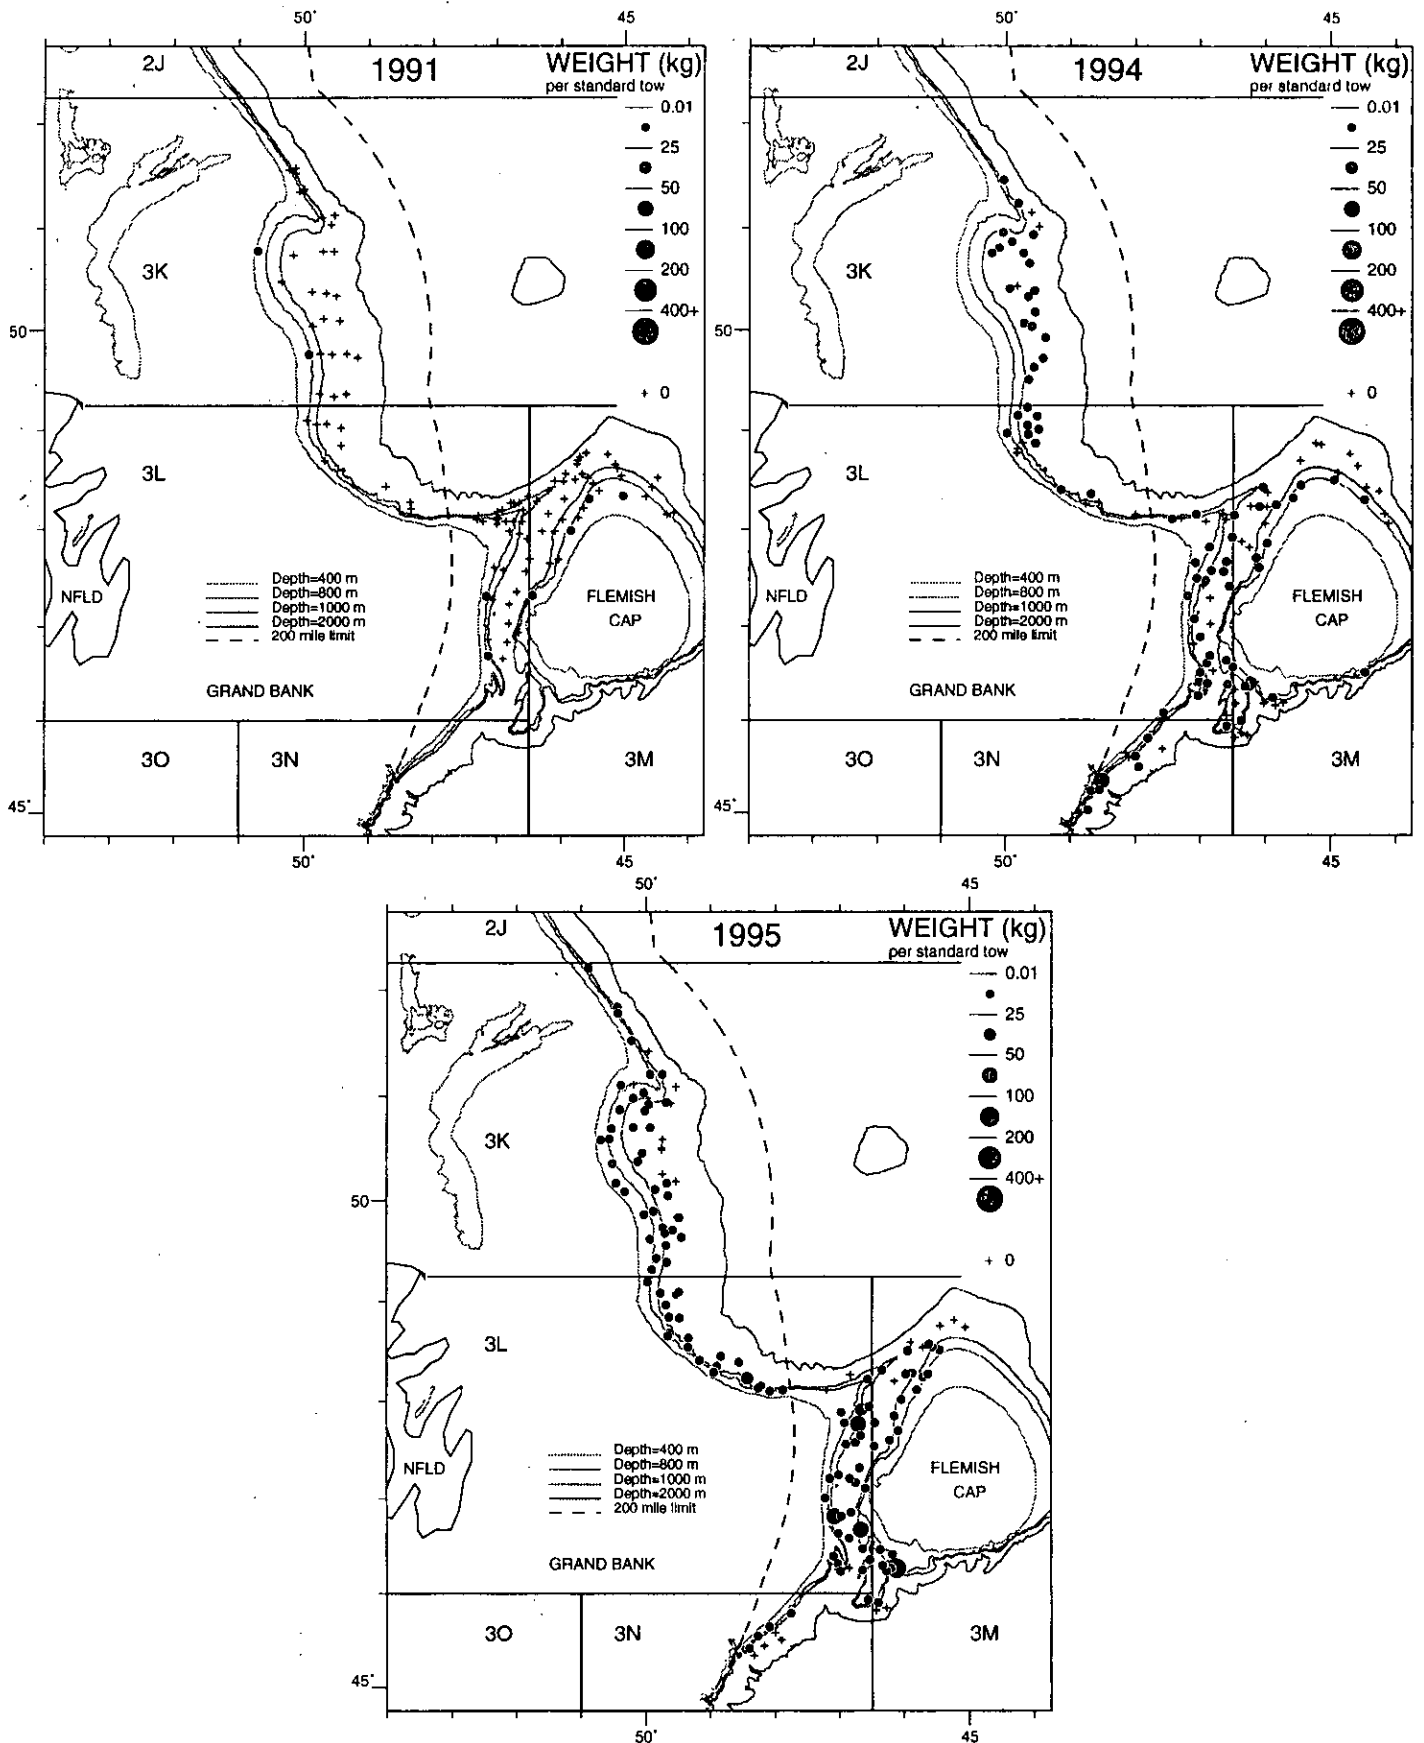 50°
45
2J
1991
WEIGHT (kg)
per standard tow
0.01
25
50
3K
100
200
400+
50
+ 0
3L
Depth=400 m
Depth=800 m
Depth=1000 m
Depth=2000 m
200 mile limit
NFLD
FLEMISH
CAP
GRAND BANK
3O
3N
3M
45°
50°
45
50°
45
2J
1994
WEIGHT (kg)
per standard tow
0.01
25
50
3K
100
200
400+
50
+ 0
3L
Depth=400 m
Depth=800 m
Depth=1000 m
Depth=2000 m
200 mile limit
NFLD
FLEMISH
CAP
GRAND BANK
3O
3N
3M
45°
50°
45
50°
45
2J
1995
WEIGHT (kg)
per standard tow
0.01
25
50
100
3K
200
400+
50
+ 0
3L
Depth=400 m
Depth=800 m
Depth=1000 m
Depth=2000 m
200 mile limit
NFLD
FLEMISH
CAP
GRAND BANK
3O
3N
3M
45°
50°
45